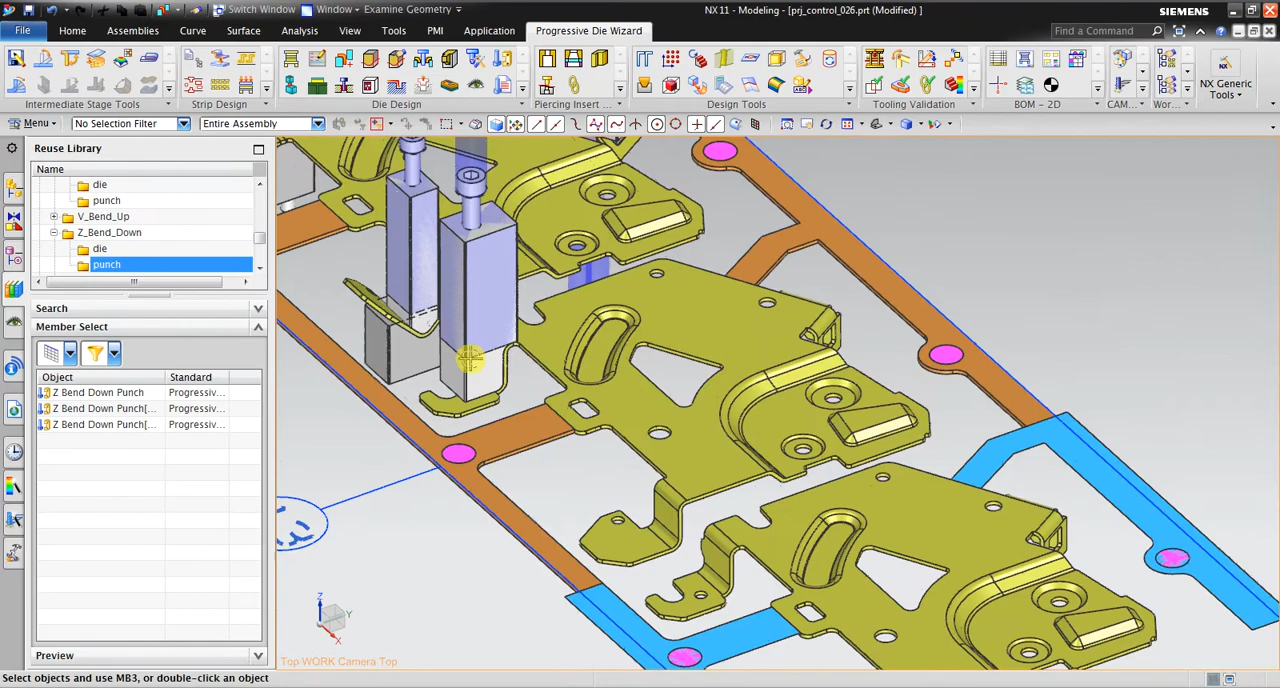 Switch Window
Window
Examine Geometry
NX 11 - Modeling - [prj_control_026.prt (Modified) ]
SIEMENS
File
Home
Assemblies
Curve
Surface
Analysis
View
Tools
PMI
Application
Progressive Die Wizard
Find a Command
NX Generic
Tools
Intermediate Stage Tools
Strip Design
Die Design
Piercing Insert ...
Design Tools
Tooling Validation
BOM - 2D
CAM...
Wor...
Menu
No Selection Filter
Entire Assembly
Reuse Library
Name
die
punch
V_Bend_Up
Z_Bend_Down
die
punch
Search
Member Select
Object Standard
Z Bend Down Punch Progressiv...
Z Bend Down Punch[... Progressiv...
Z Bend Down Punch[... Progressiv...
Preview
Z
Y
X
Top WORK Camera Top
Select objects and use MB3, or double-click an object